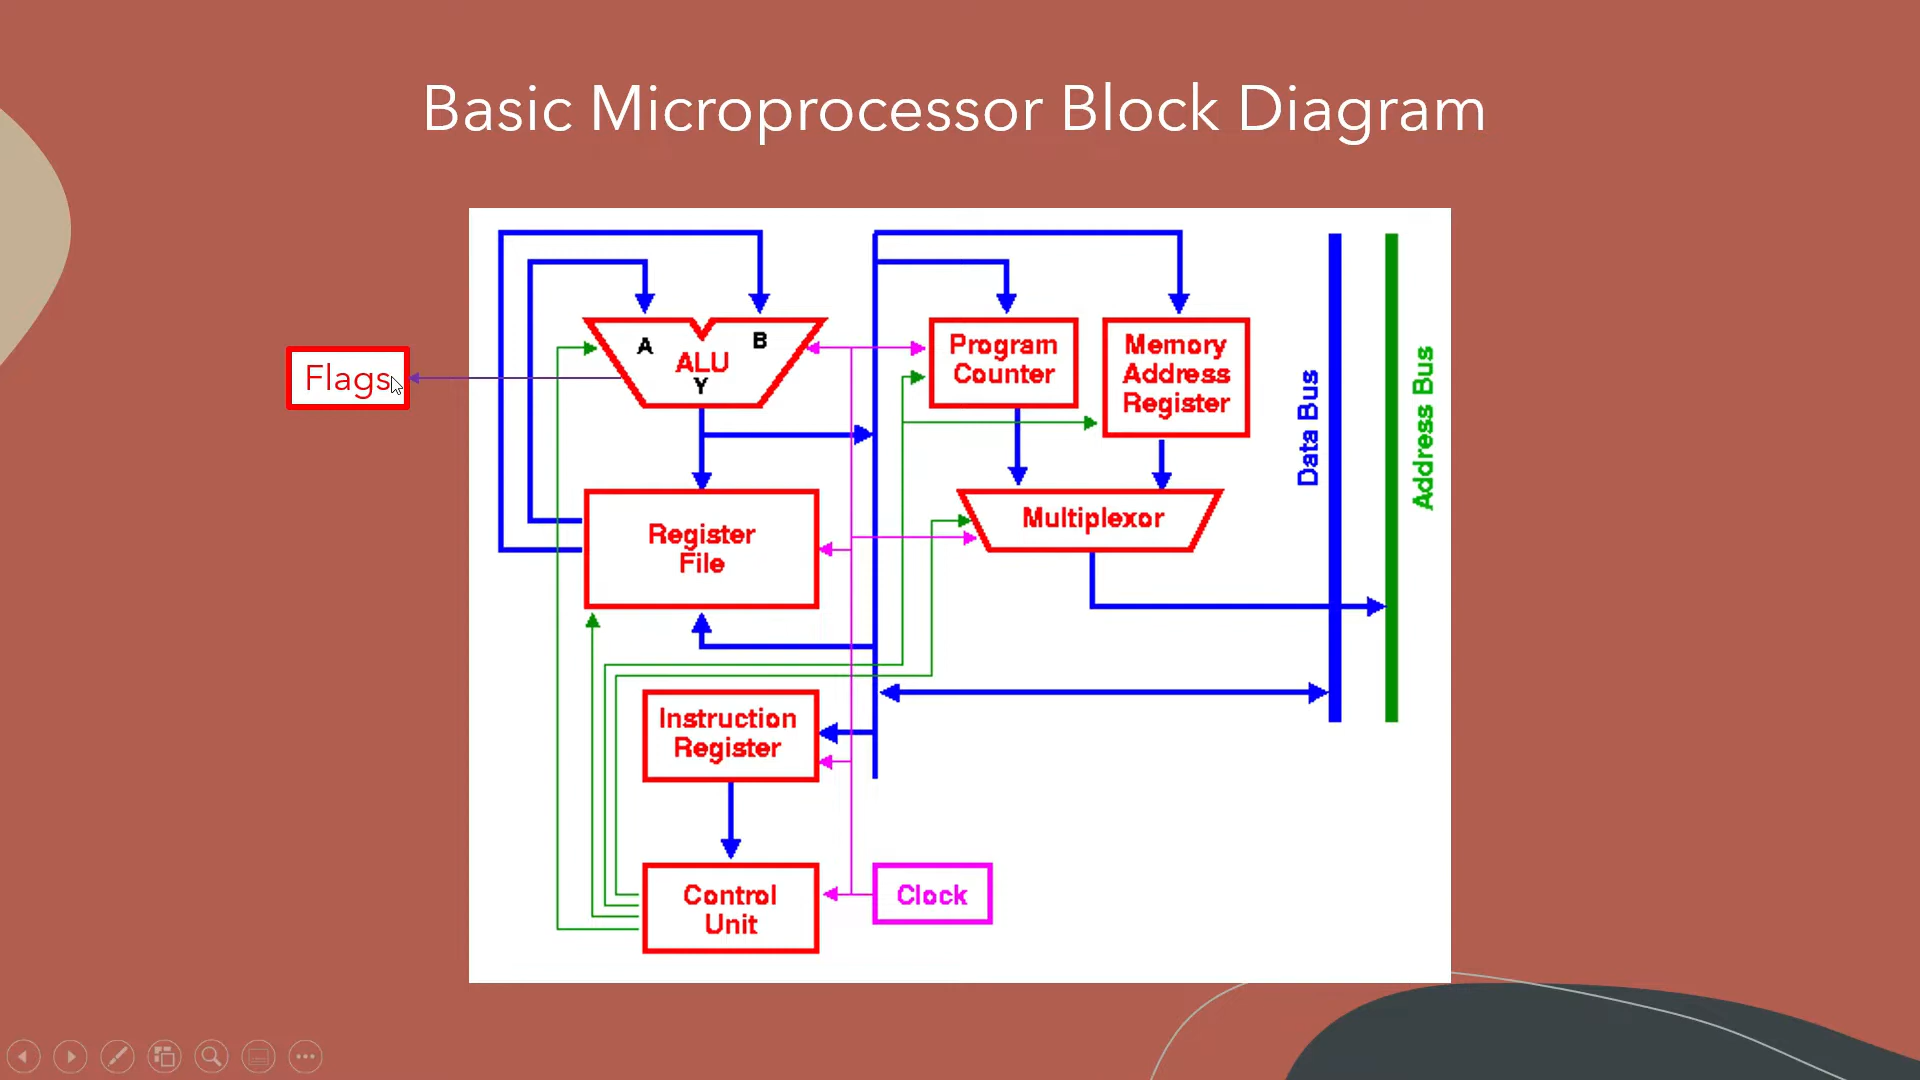 Basic Microprocessor Block Diagram
Flags
A
B
ALU
Y
Program
Counter
Memory
Address
Register
Data Bus
Address Bus
Register
File
Multiplexor
Instruction
Register
Control
Unit
Clock